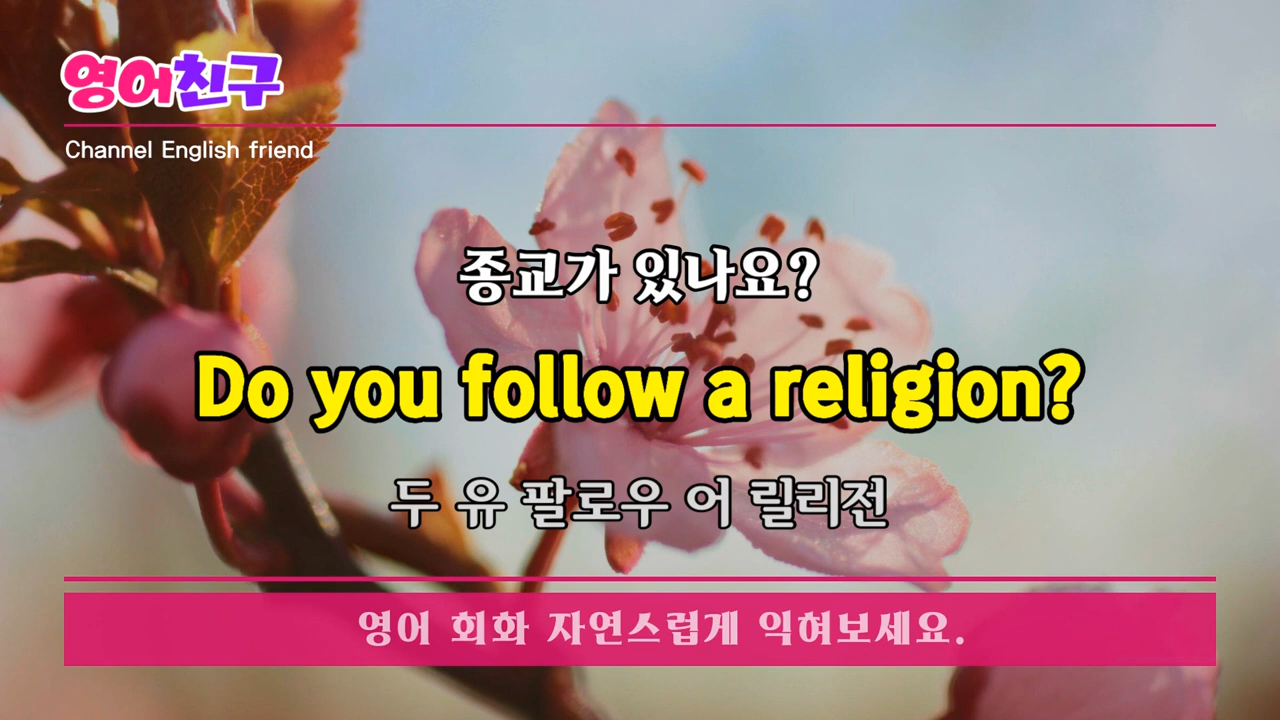 영어친구
Channel English friend
종교가 있나요?
Do you follow a religion?
두 유 팔로우 어 릴리전
영어 회화 자연스럽게 익혀보세요.